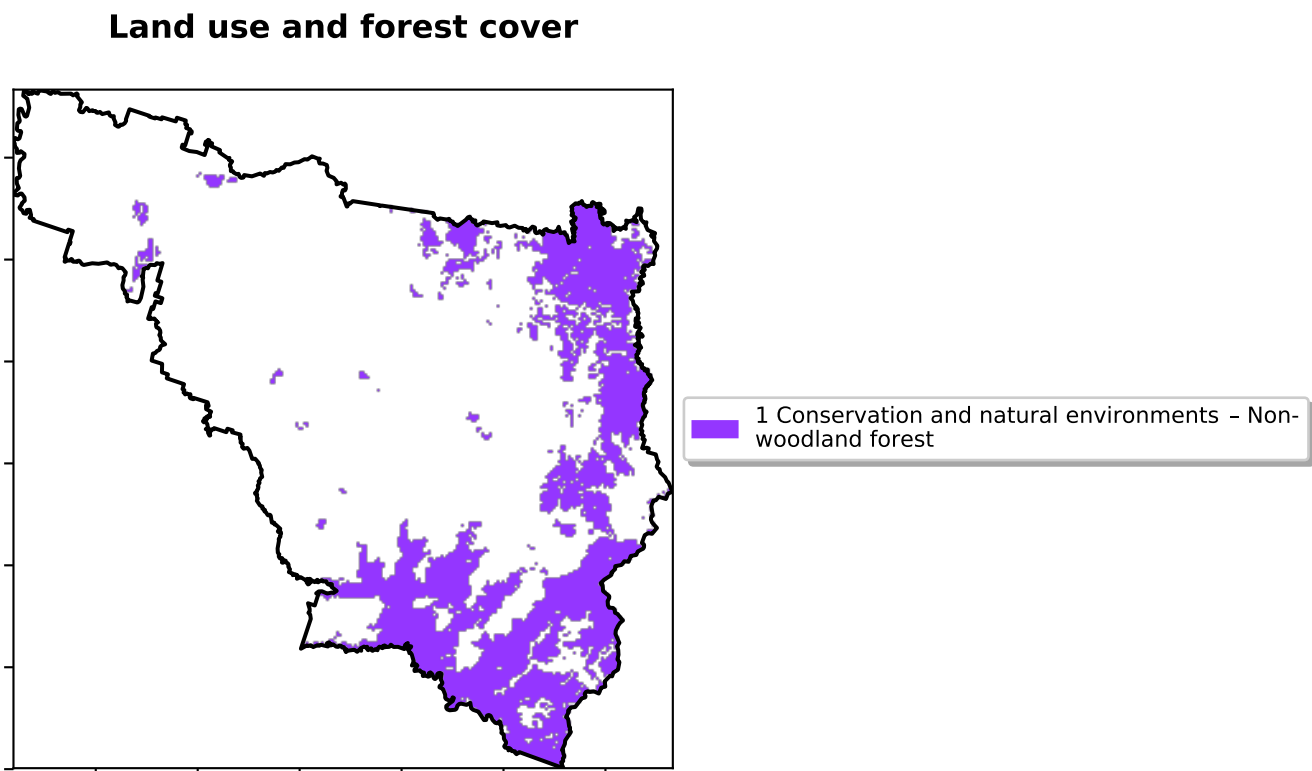 Land use and forest cover
1 Conservation and natural environments – Non-
woodland forest